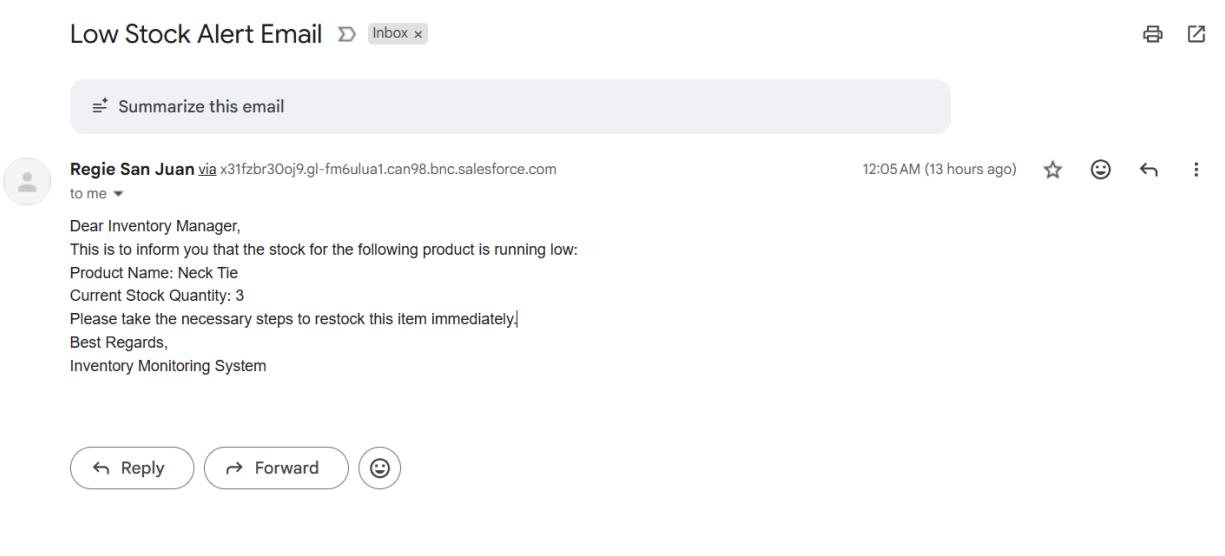 Low Stock Alert Email Inbox ×
Summarize this email
Regie San Juan via x31fzbr30oj9.gl-fm6ulua1.can98.bnc.salesforce.com 12:05 AM (13 hours ago)
to me
Dear Inventory Manager,
This is to inform you that the stock for the following product is running low:
Product Name: Neck Tie
Current Stock Quantity: 3
Please take the necessary steps to restock this item immediately.
Best Regards,
Inventory Monitoring System
Reply Forward